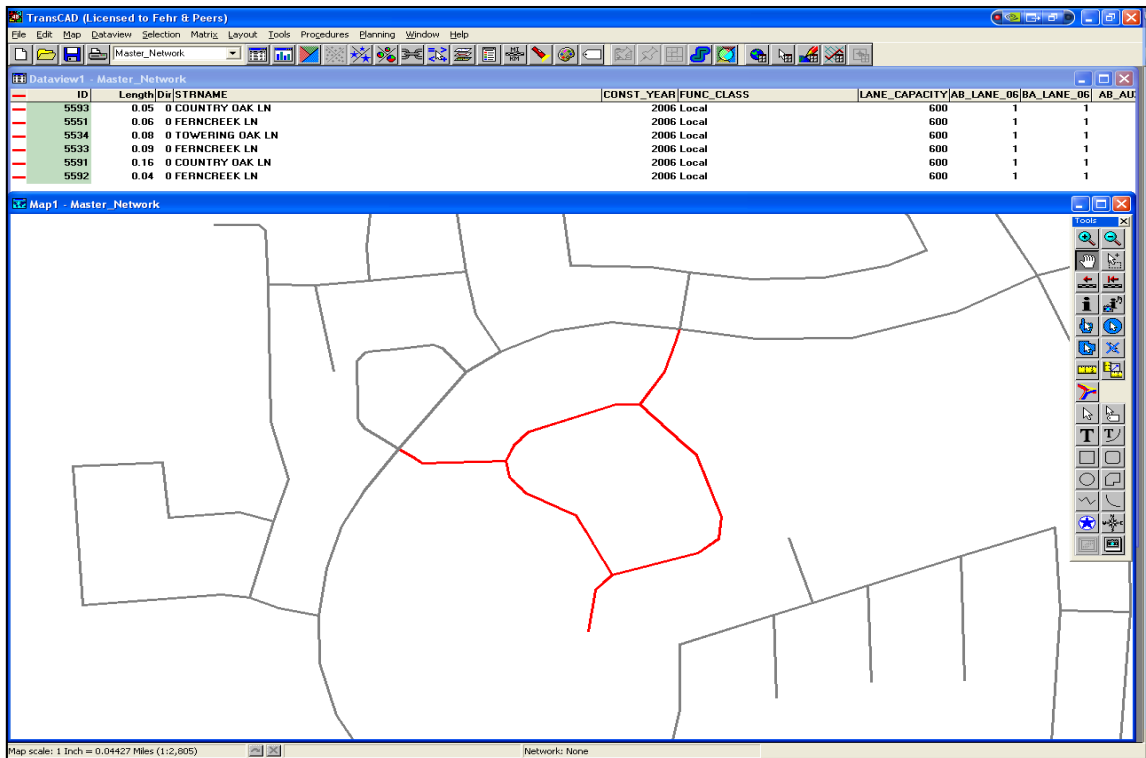 TransCAD (Licensed to Fehr & Peers)
File Edit Map Dataview Selection Matrix Layout Tools Procedures Planning Window Help
Master_Network
Dataview1 - Master_Network
ID Length Dir STRNAME CONST_YEAR FUNC_CLASS LANE_CAPACITY AB_LANE_06 BA_LANE_06 AB_AU
5593 0.05 0 COUNTRY OAK LN 2006 Local 600 1 1
5551 0.06 0 FERNCREEK LN 2006 Local 600 1 1
5534 0.08 0 TOWERING OAK LN 2006 Local 600 1 1
5533 0.09 0 FERNCREEK LN 2006 Local 600 1 1
5591 0.16 0 COUNTRY OAK LN 2006 Local 600 1 1
5592 0.04 0 FERNCREEK LN 2006 Local 600 1 1
Map1 - Master_Network
Tools
Map scale: 1 Inch = 0.04427 Miles (1:2,805) Network: None